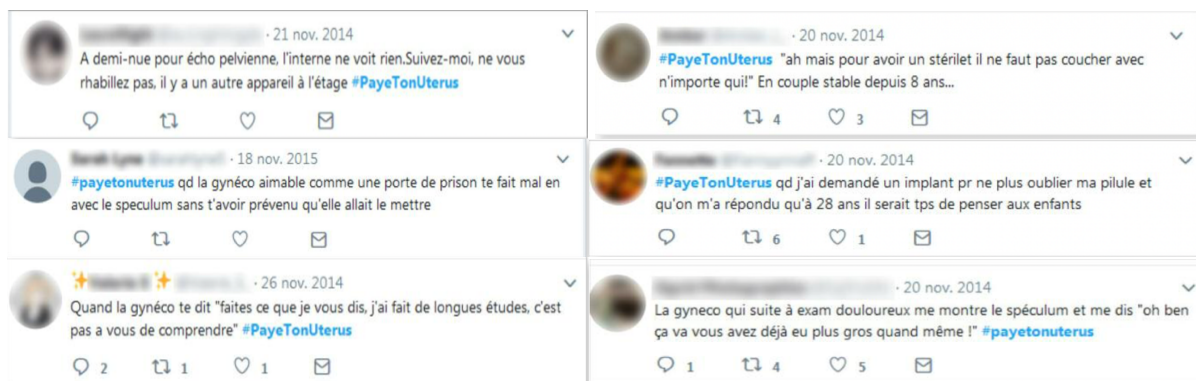 · 21 nov. 2014
A demi-nue pour écho pelvienne, l'interne ne voit rien.Suivez-moi, ne vous
rhabillez pas, il y a un autre appareil à l'étage #PayeTonUterus
· 20 nov. 2014
#PayeTonUterus "ah mais pour avoir un stérilet il ne faut pas coucher avec
n'importe qui!" En couple stable depuis 8 ans...
4 3
· 18 nov. 2015
#payetonuterus qd la gynéco aimable comme une porte de prison te fait mal en
avec le speculum sans t'avoir prévenu qu'elle allait le mettre
· 20 nov. 2014
#PayeTonUterus qd j'ai demandé un implant pr ne plus oublier ma pilule et
qu'on m'a répondu qu'à 28 ans il serait tps de penser aux enfants
6 1
· 26 nov. 2014
Quand la gynéco te dit "faites ce que je vous dis, j'ai fait de longues études, c'est
pas a vous de comprendre" #PayeTonUterus
2 1 1
· 20 nov. 2014
La gyneco qui suite à exam douloureux me montre le spéculum et me dis "oh ben
ça va vous avez déjà eu plus gros quand même !" #payetonuterus
1 4 5